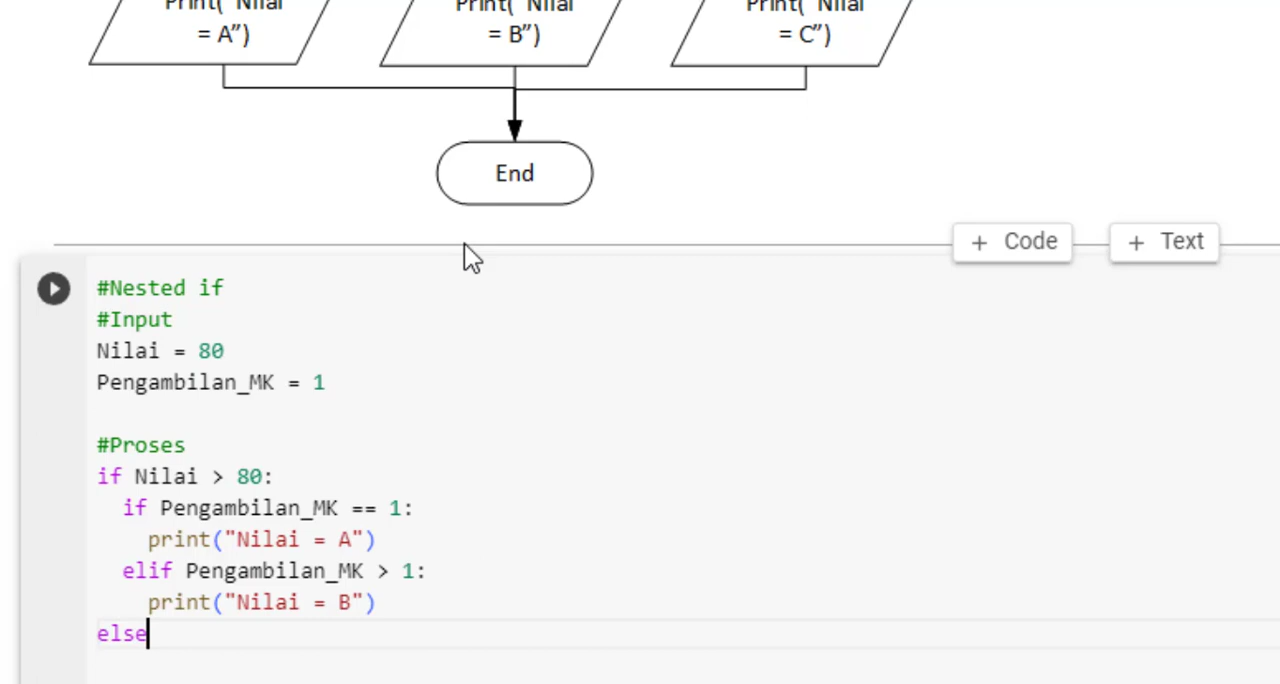 Print("Nilai
= A”)
Print("Nilai
= B”)
Print("Nilai
= C”)
End
+ Code
+ Text
#Nested if
#Input
Nilai = 80
Pengambilan_MK = 1
#Proses
if Nilai > 80:
if Pengambilan_MK == 1:
print("Nilai = A")
elif Pengambilan_MK > 1:
print("Nilai = B")
else